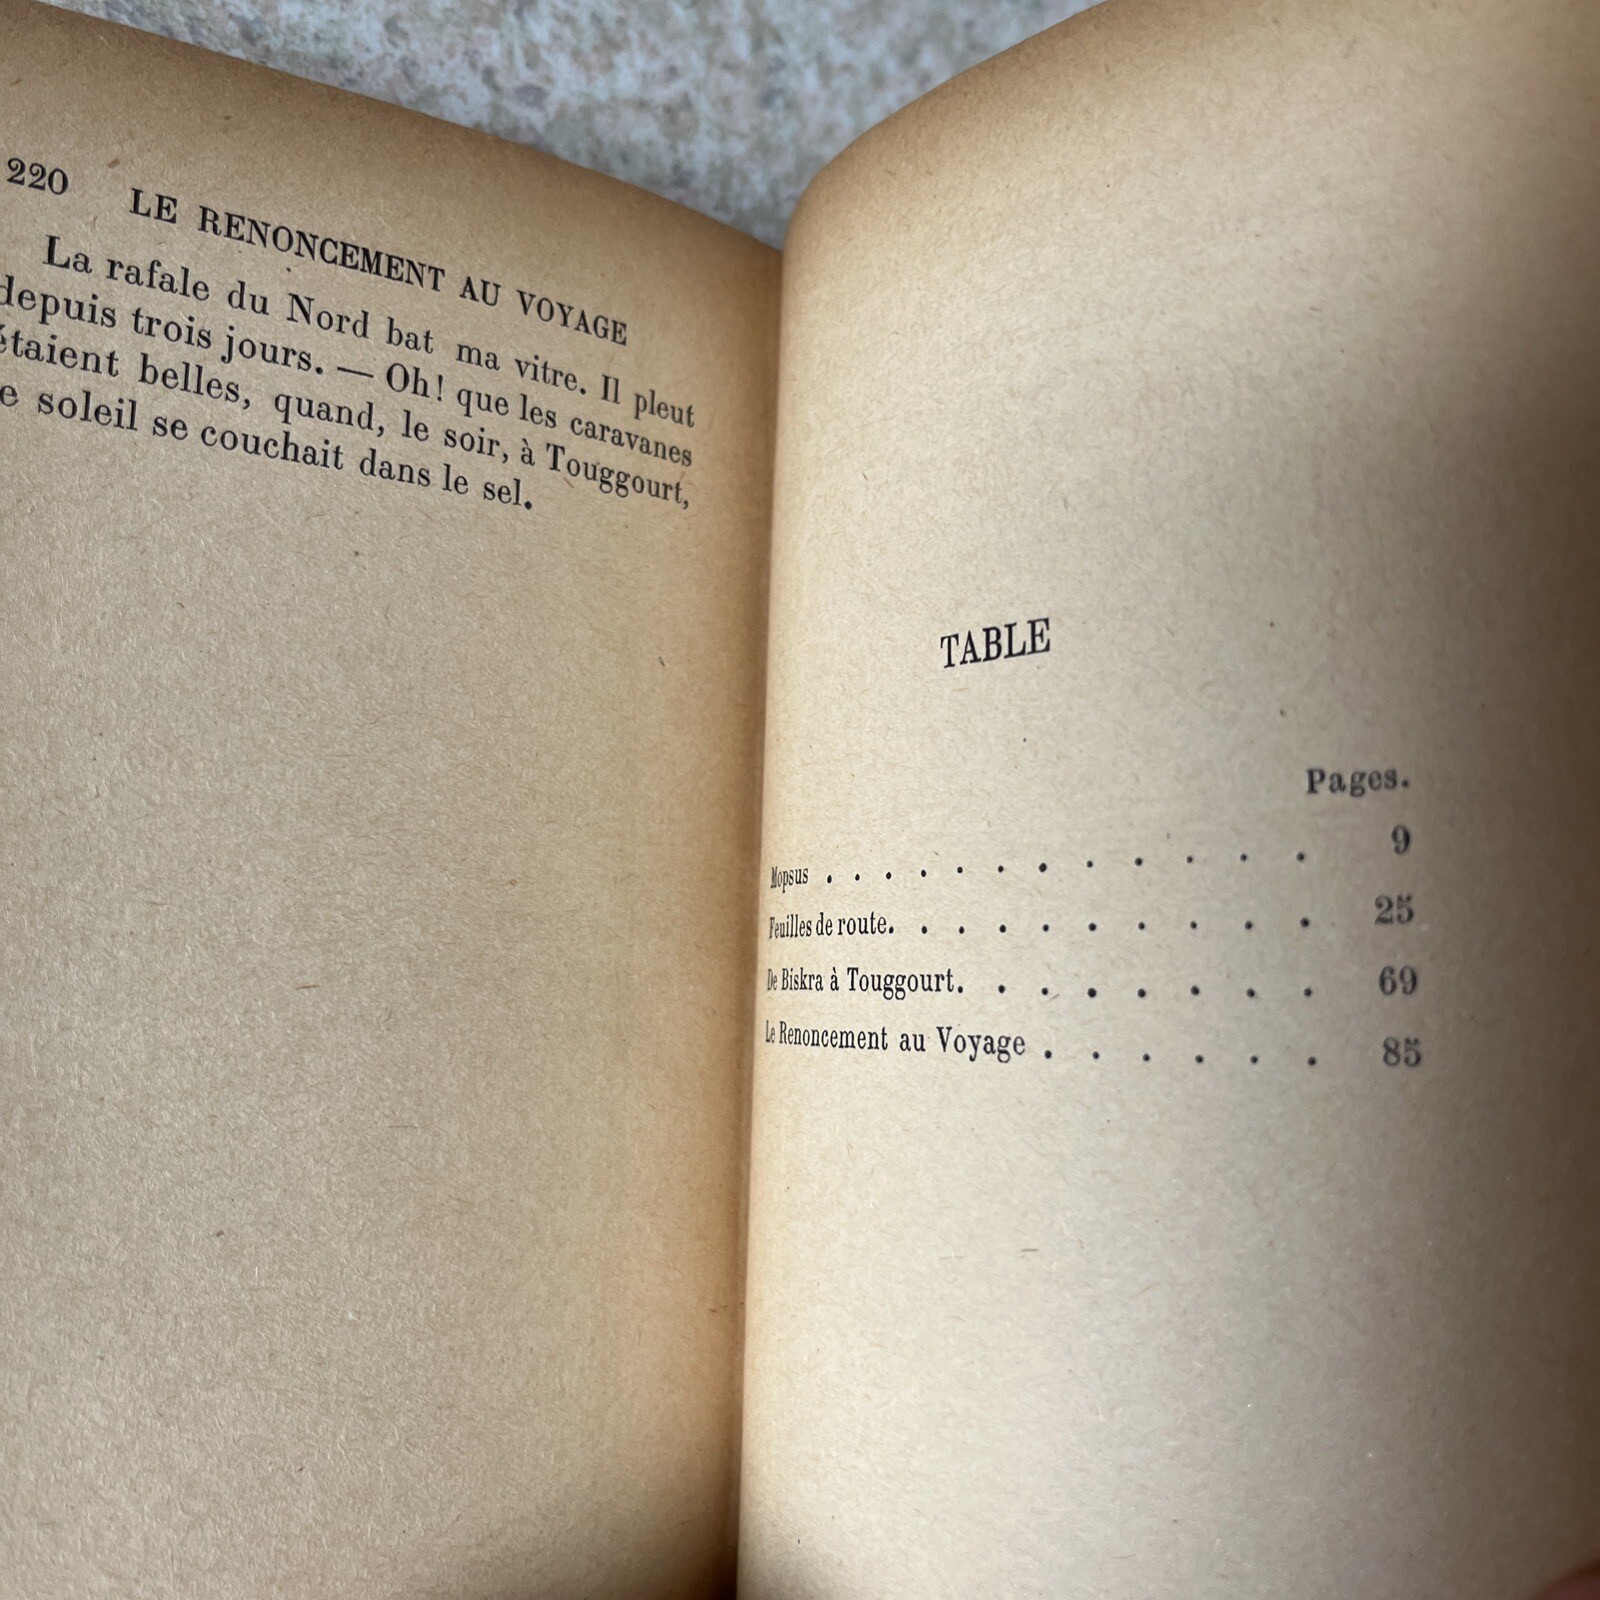 220 LE RENONCEMENT AU VOYAGE
La rafale du Nord bat ma vitre. Il pleut
depuis trois jours. — Oh! que les caravanes
étaient belles, quand, le soir, à Touggourt,
e soleil se couchait dans le sel.
TABLE
Pages.
Mopsus . . . . . . . . . . . . 9
Feuilles de route. . . . . . . . . . 25
De Biskra à Touggourt. . . . . . . . 69
Le Renoncement au Voyage . . . . . . 85